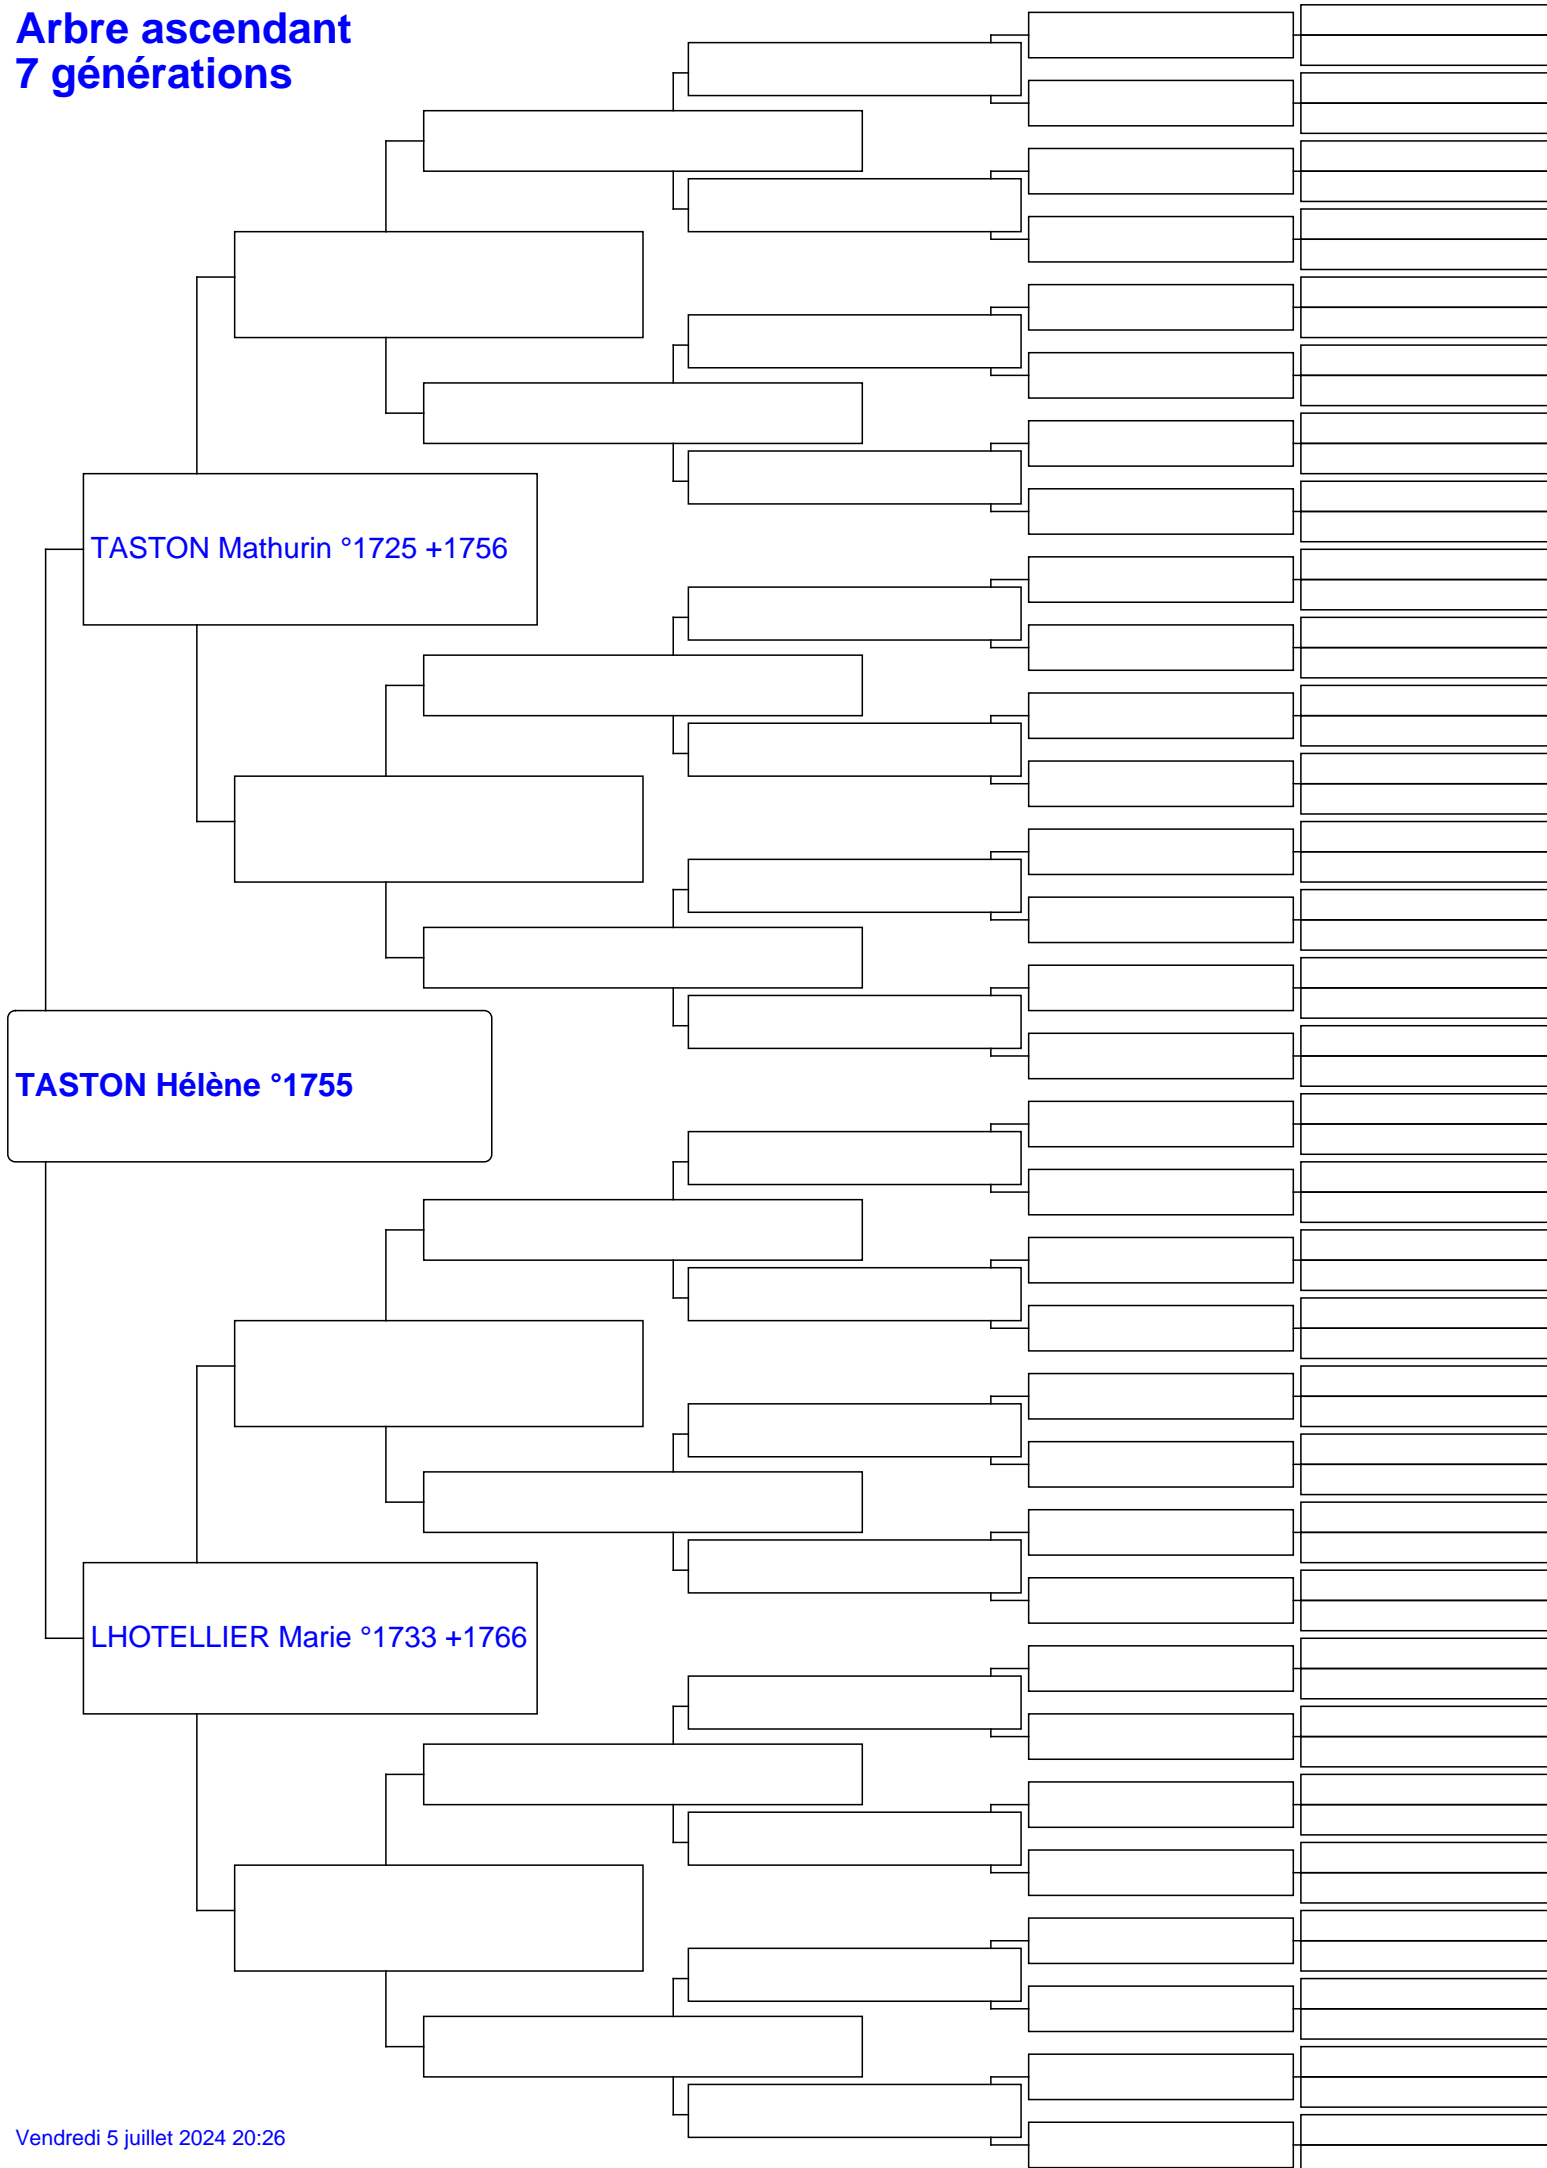 Arbre ascendant
7 générations
TASTON Mathurin °1725 +1756
TASTON Hélène °1755
LHOTELLIER Marie °1733 +1766
Vendredi 5 juillet 2024 20:26